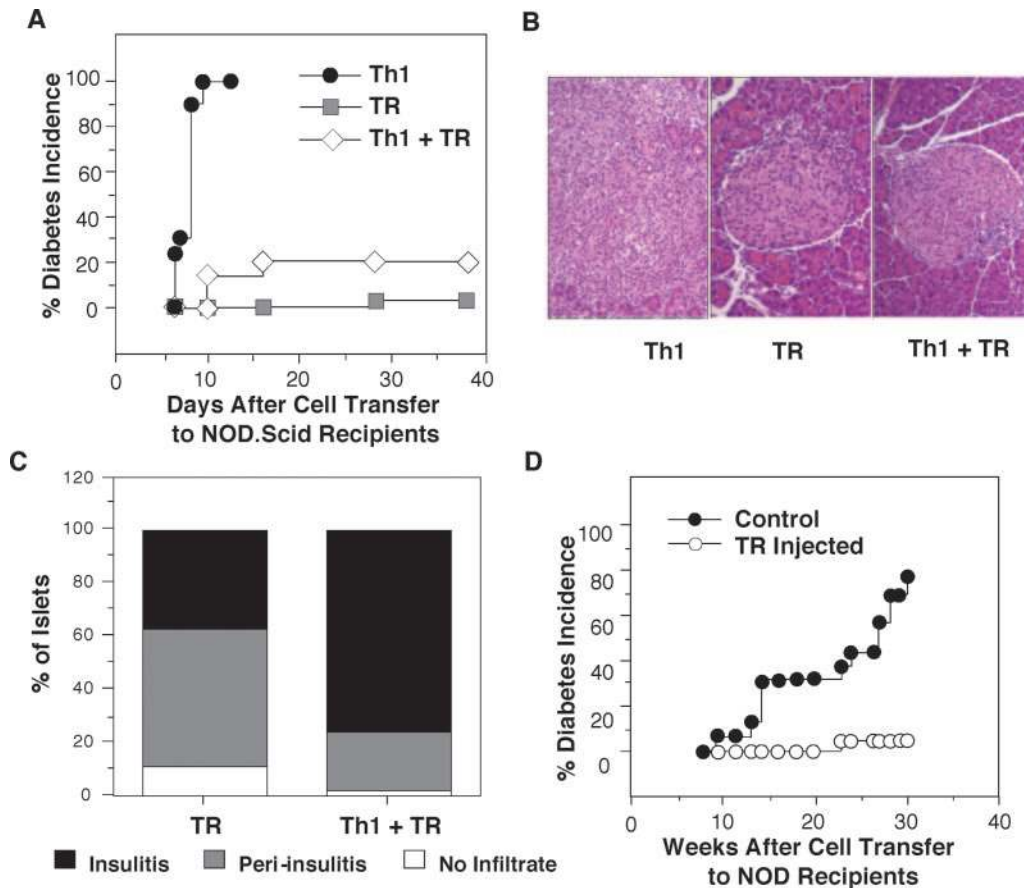 A
% Diabetes Incidence
100
80
60
40
20
0
Th1
TR
Th1 + TR
0 10 20 30 40
Days After Cell Transfer
to NOD.Scid Recipients
B
Th1 TR Th1 + TR
C
% of Islets
120
100
80
60
40
20
0
TR Th1 + TR
Insulitis Peri-insulitis No Infiltrate
D
% Diabetes Incidence
100
80
60
40
20
0
Control
TR Injected
0 10 20 30 40
Weeks After Cell Transfer
to NOD Recipients